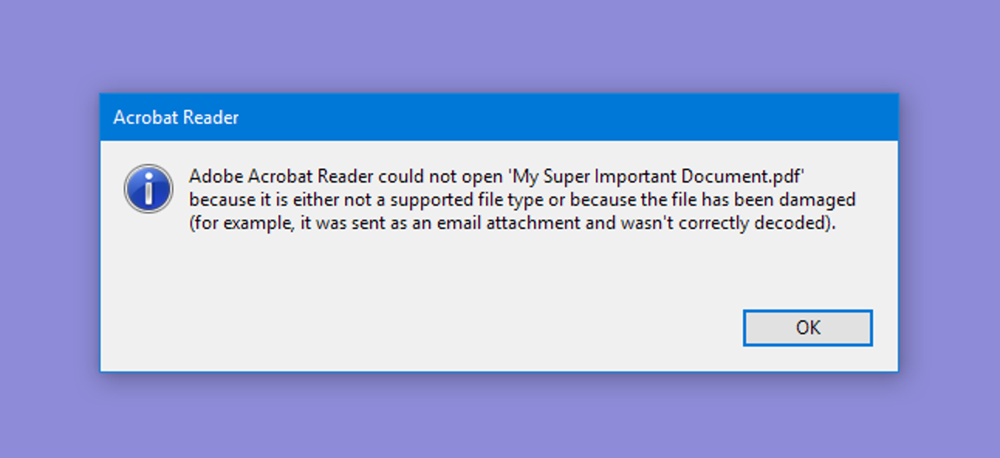 Acrobat Reader
Adobe Acrobat Reader could not open 'My Super Important Document.pdf'
because it is either not a supported file type or because the file has been damaged
(for example, it was sent as an email attachment and wasn't correctly decoded).
OK